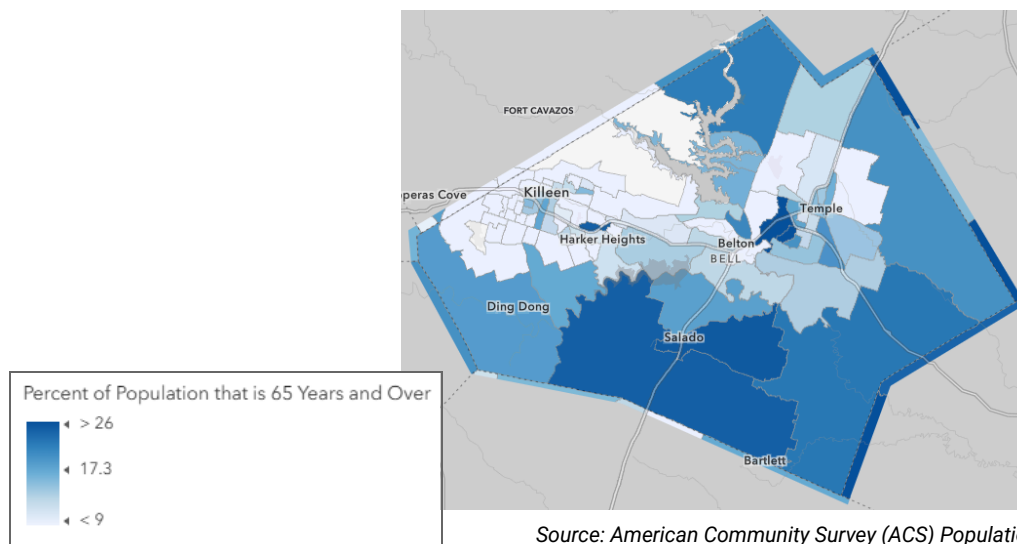 FORT CAVAZOS
peras Cove
Killeen
Temple
Harker Heights
Belton
BELL
Ding Dong
Salado
Bartlett
Percent of Population that is 65 Years and Over
> 26
17.3
< 9
Source: American Community Survey (ACS) Populatio